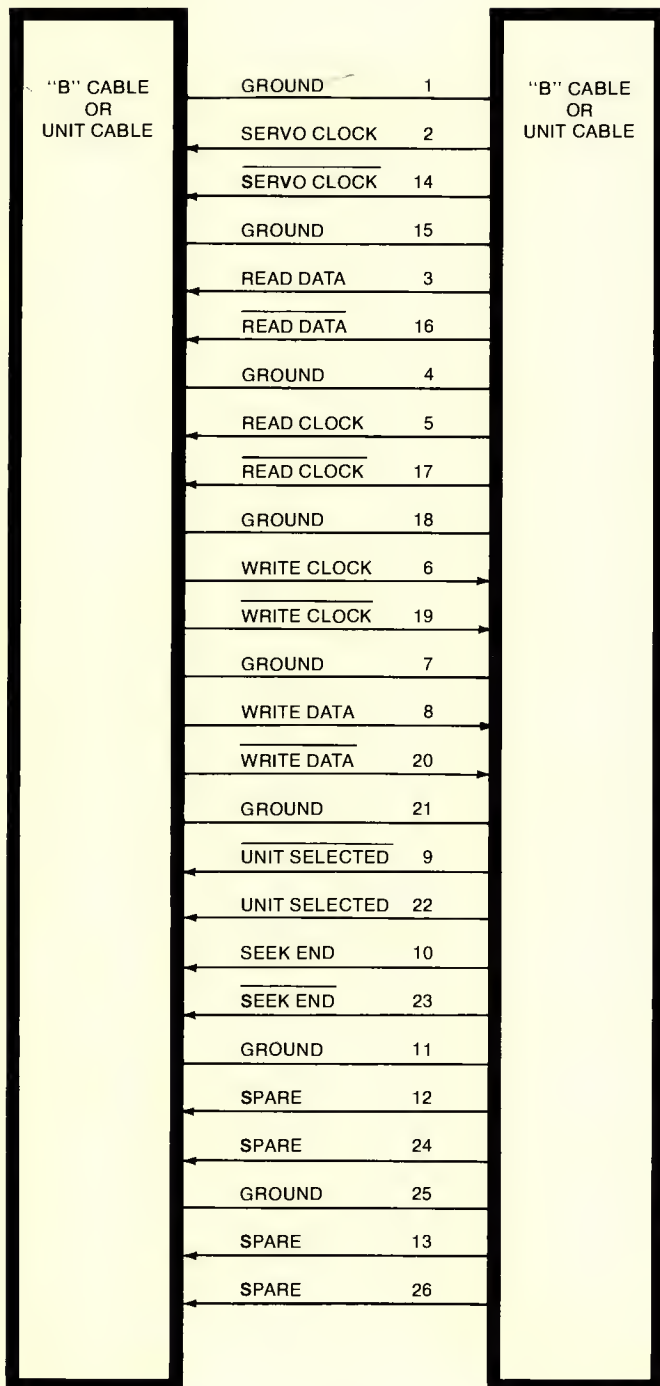 "B" CABLE
OR
UNIT CABLE
"B" CABLE
OR
UNIT CABLE
GROUND 1
SERVO CLOCK 2
SERVO CLOCK 14
GROUND 15
READ DATA 3
READ DATA 16
GROUND 4
READ CLOCK 5
READ CLOCK 17
GROUND 18
WRITE CLOCK 6
WRITE CLOCK 19
GROUND 7
WRITE DATA 8
WRITE DATA 20
GROUND 21
UNIT SELECTED 9
UNIT SELECTED 22
SEEK END 10
SEEK END 23
GROUND 11
SPARE 12
SPARE 24
GROUND 25
SPARE 13
SPARE 26